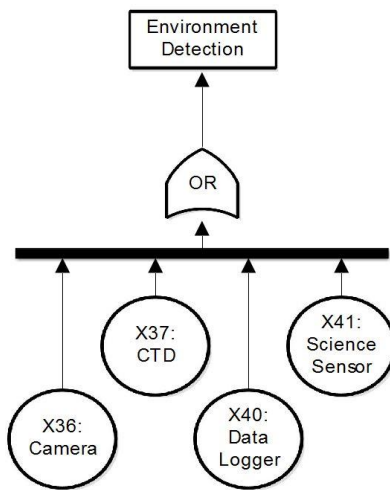 Environment
Detection
OR
X37:
CTD
X41:
Science
Sensor
X36:
Camera
X40:
Data
Logger